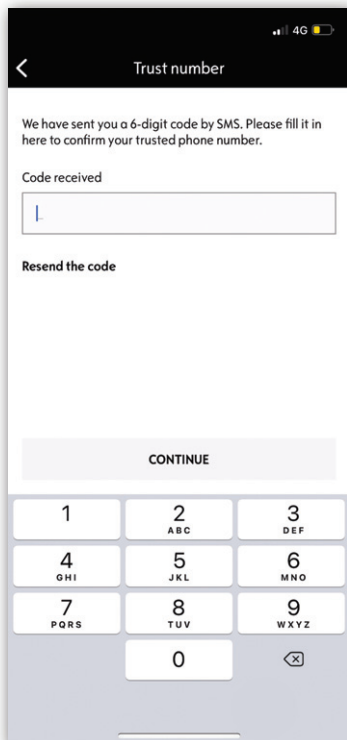 4G
Trust number
We have sent you a 6-digit code by SMS. Please fill it in
here to confirm your trusted phone number.
Code received
Resend the code
CONTINUE
1 2 3
ABC DEF
4 5 6
GHI JKL MNO
7 8 9
PQRS TUV WXYZ
0